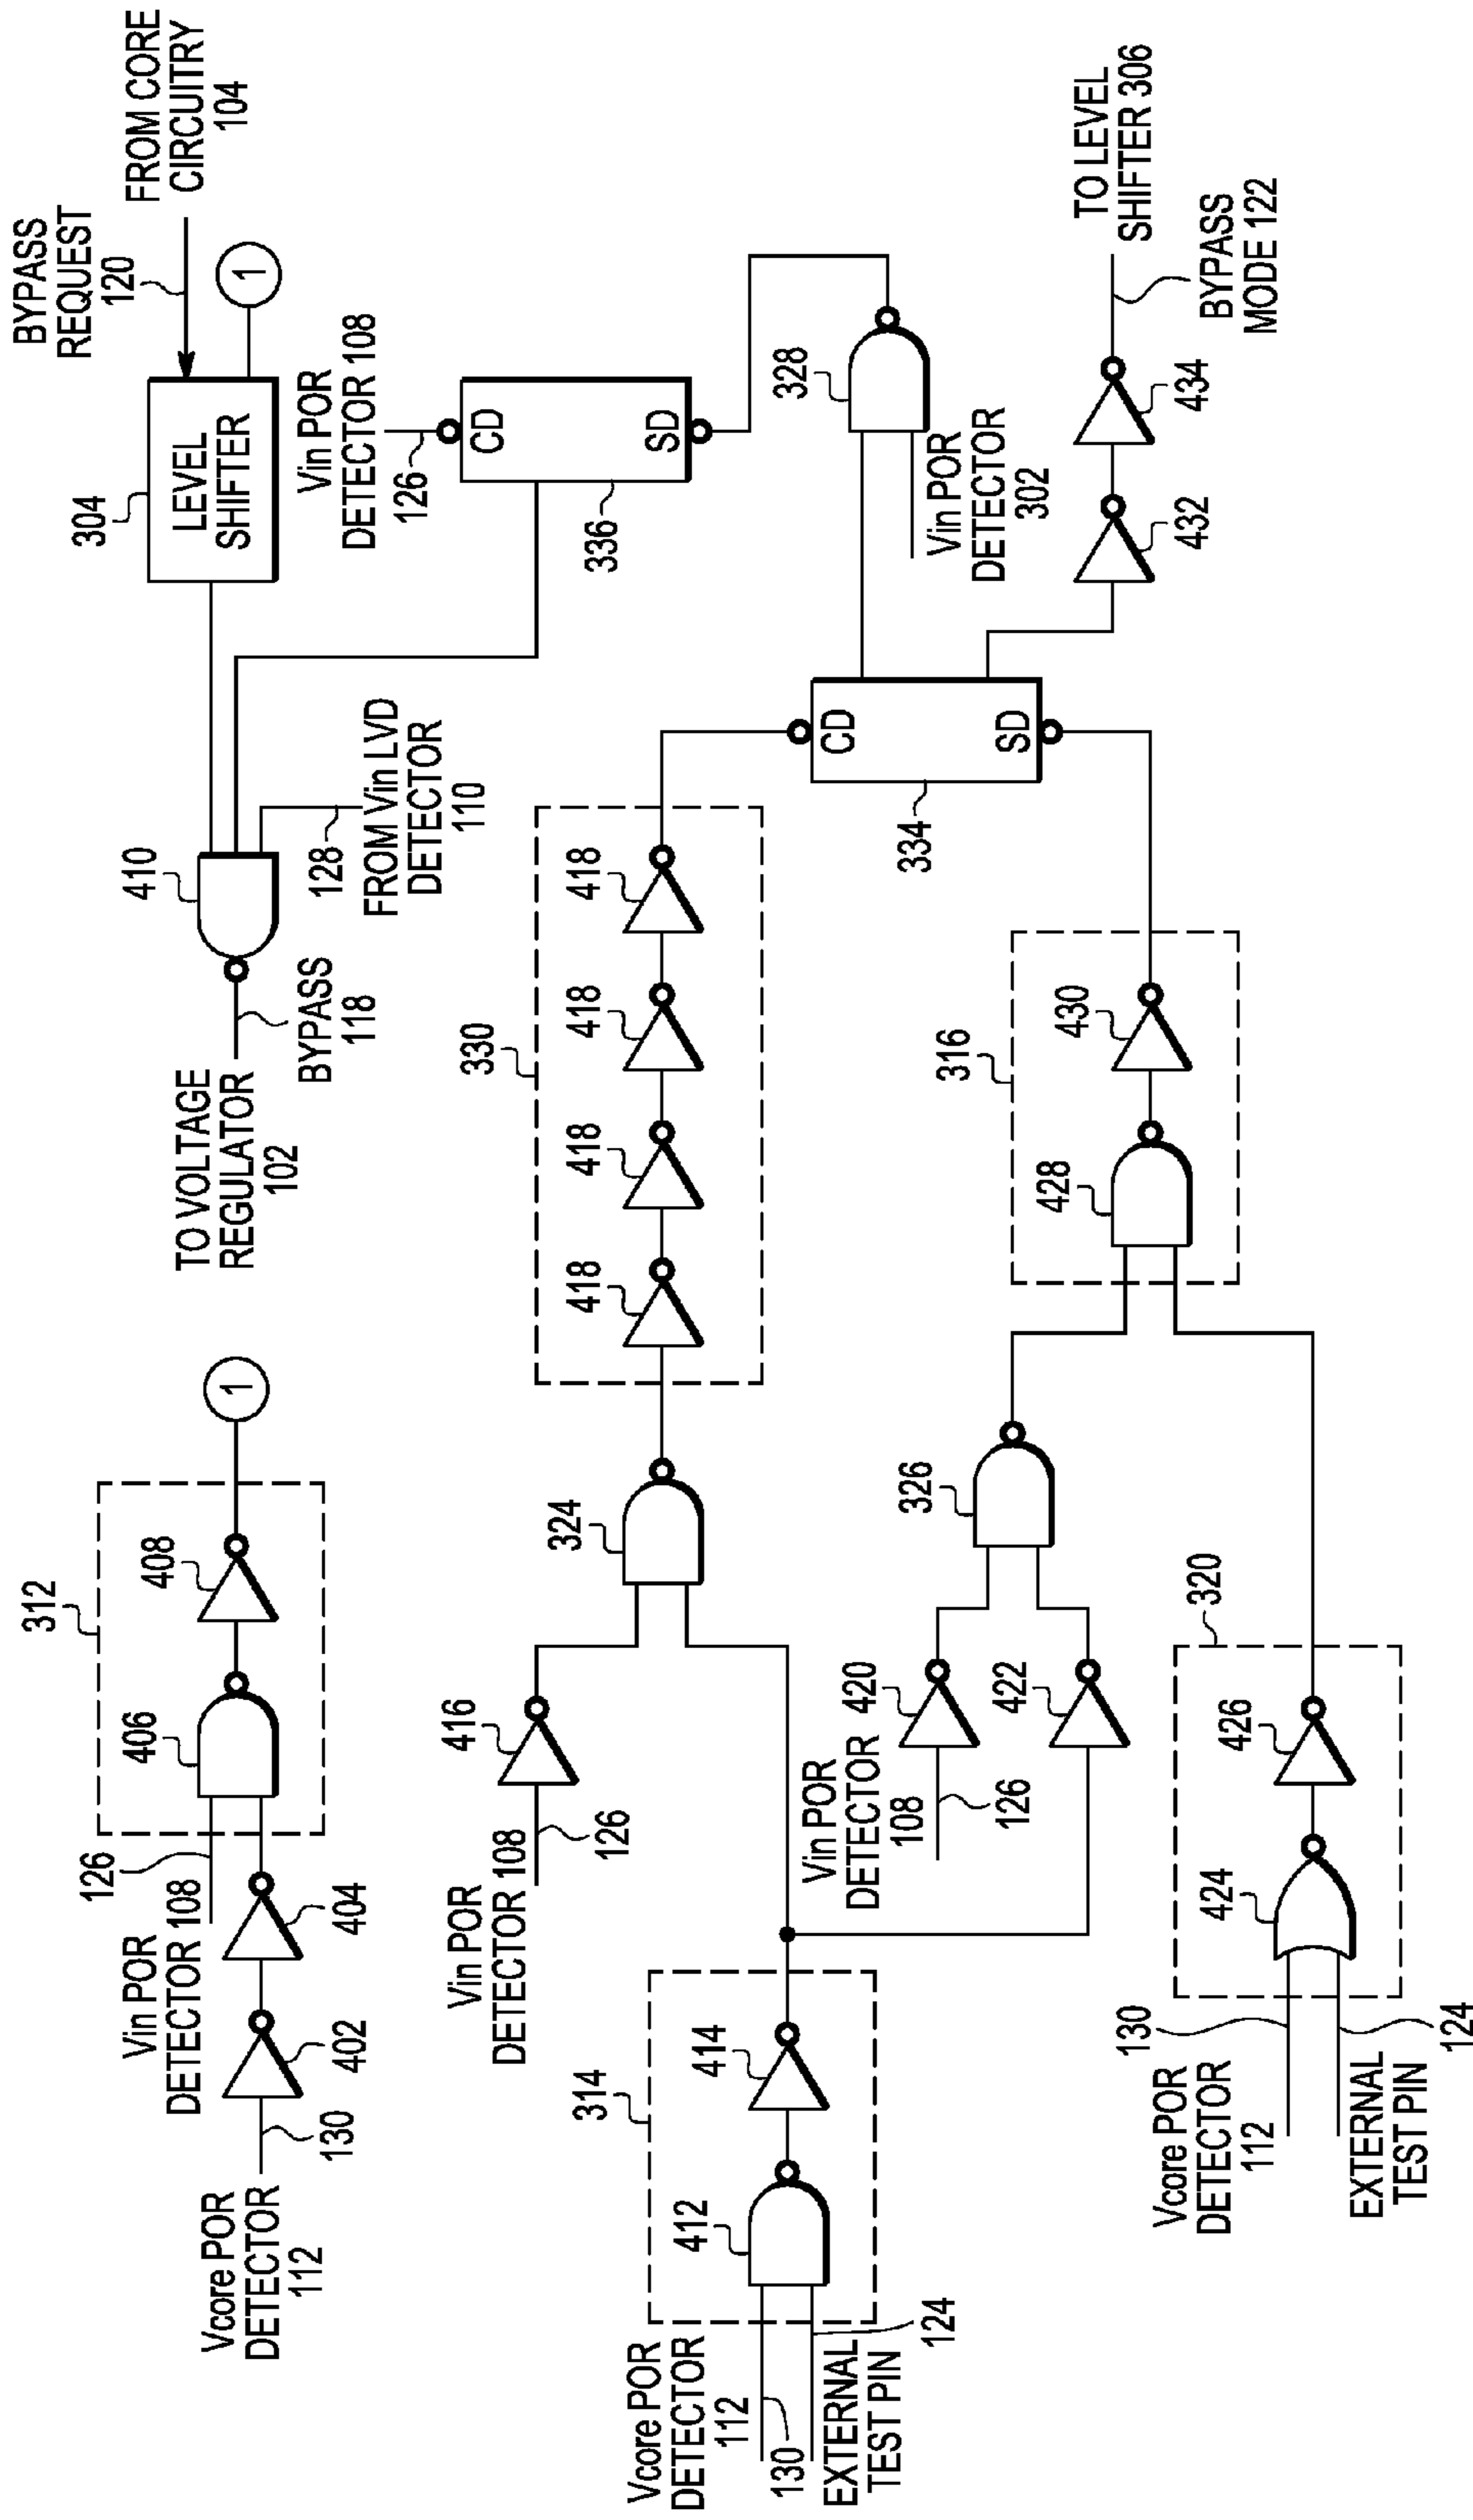 312
126
Vin POR
DETECTOR 108
406
408
1
Vcore POR
DETECTOR
112
130
402
404
TO VOLTAGE
REGULATOR
102
BYPASS
118
410
128
FROM Vin LVD
DETECTOR
110
304
LEVEL
SHIFTER
BYPASS
REQUEST
120
FROM CORE
CIRCUITRY
104
1
Vin POR
DETECTOR 108
126
CD
SD
336
Vin POR
DETECTOR 108
126
416
324
330
418
418
418
418
314
412
414
Vcore POR
DETECTOR
112
130
EXTERNAL
TEST PIN
124
CD
SD
334
328
Vin POR
DETECTOR
302
Vin POR
DETECTOR
108
126
420
422
326
316
428
430
432
434
TO LEVEL
SHIFTER 306
BYPASS
MODE 122
320
424
426
Vcore POR
DETECTOR
112
130
EXTERNAL
TEST PIN
124